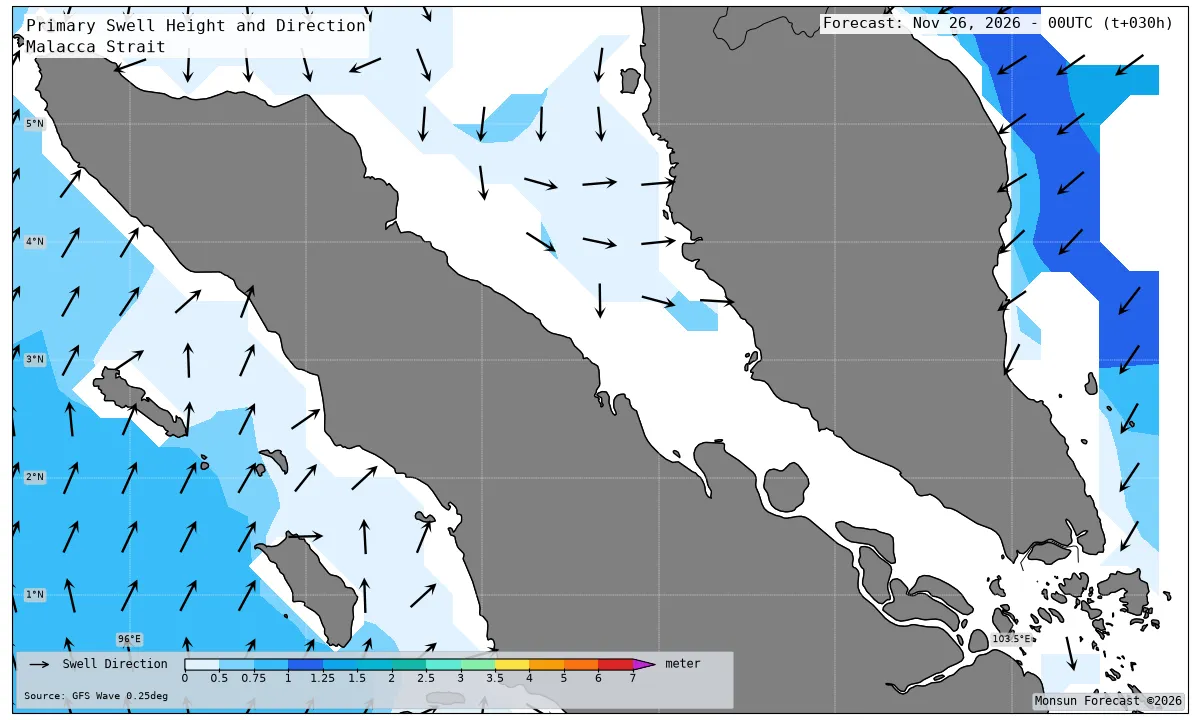 Primary Swell Height and Direction
Malacca Strait
Forecast: Nov 26, 2026 - 00UTC (t+030h)
5°N
4°N
3°N
2°N
1°N
96°E
103.5°E
Swell Direction
0 0.5 0.75 1 1.25 1.5 2 2.5 3 3.5 4 5 6 7
meter
Source: GFS Wave 0.25deg
Monsun Forecast ©2026